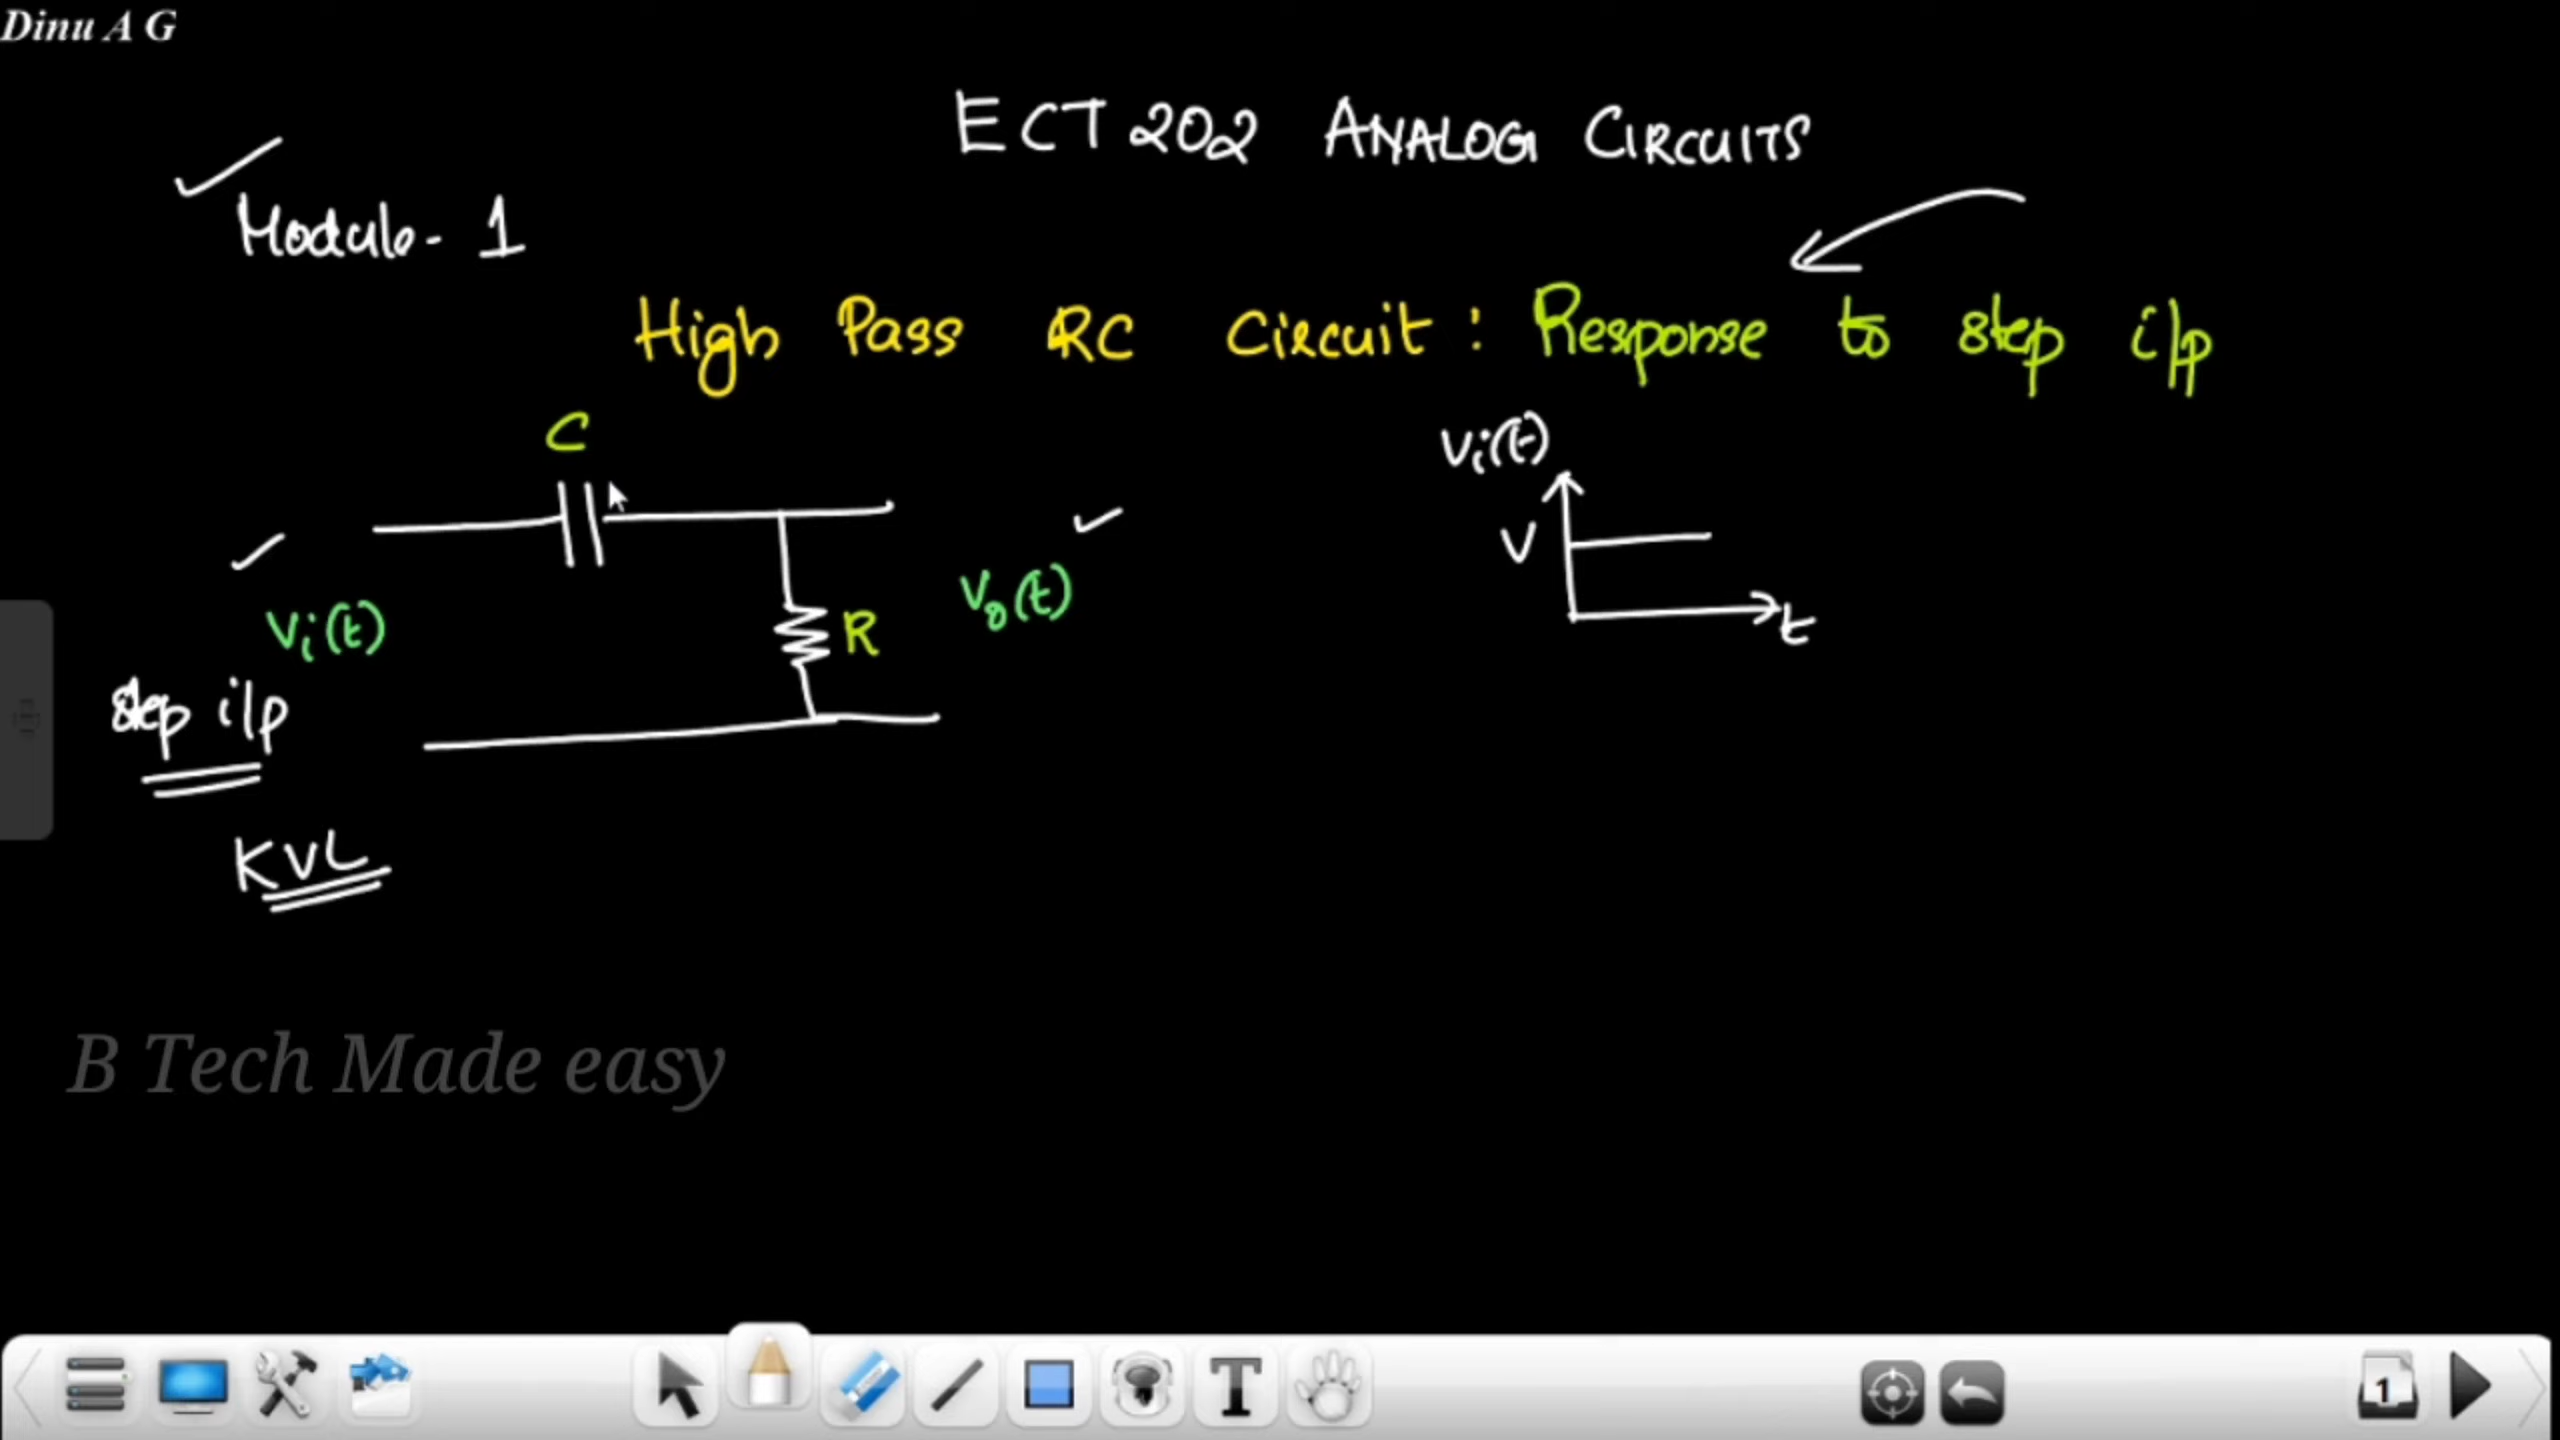 Dinu A G
ECT 202 ANALOG CIRCUITS
Module - 1
High Pass RC Circuit : Response to step i/p
C
Vi(t)
V
t
Vi(t)
R
Vo(t)
step i/p
KVL
B Tech Made easy
T
1